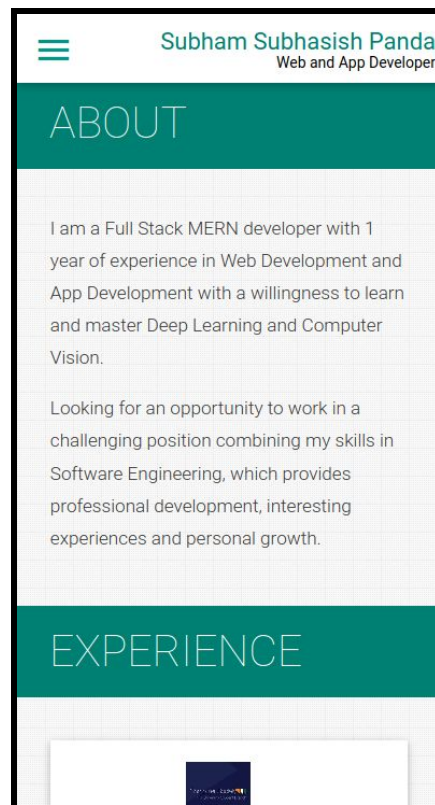 Subham Subhasish Panda
Web and App Developer
ABOUT
I am a Full Stack MERN developer with 1
year of experience in Web Development and
App Development with a willingness to learn
and master Deep Learning and Computer
Vision.
Looking for an opportunity to work in a
challenging position combining my skills in
Software Engineering, which provides
professional development, interesting
experiences and personal growth.
EXPERIENCE